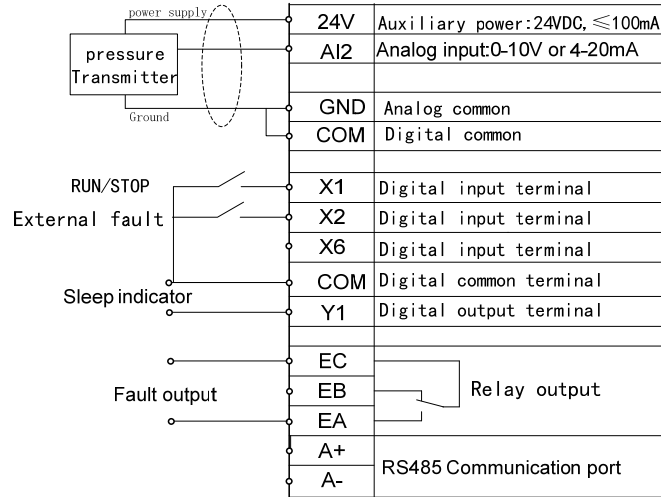 power supply
24V Auxiliary power:24VDC,≤100mA
AI2 Analog input:0-10V or 4-20mA
pressure
Transmitter
Ground
GND Analog common
COM Digital common
RUN/STOP X1 Digital input terminal
External fault X2 Digital input terminal
X6 Digital input terminal
COM Digital common terminal
Sleep indicator
Y1 Digital output terminal
EC
Fault output EB Relay output
EA
A+
RS485 Communication port
A-